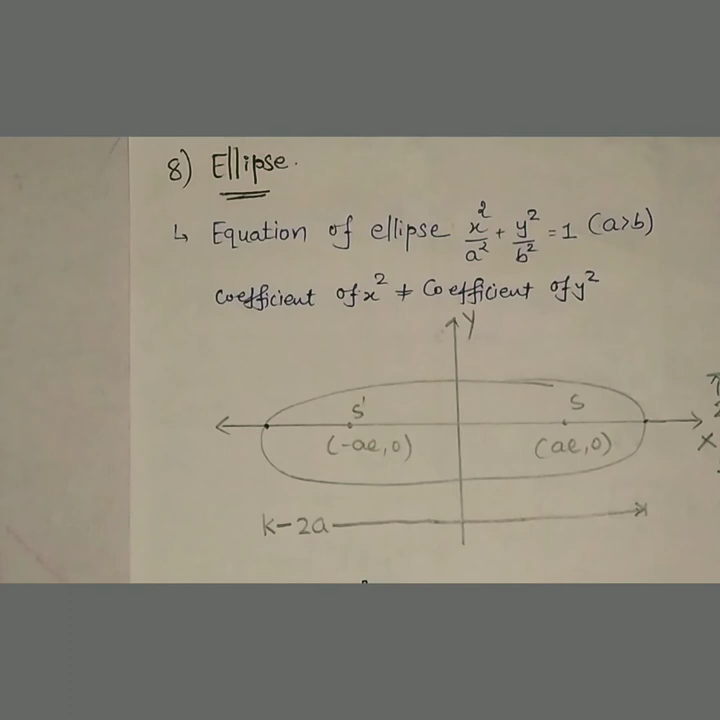 8) Ellipse.
↳ Equation of ellipse x²/a² + y²/b² = 1 (a>b)
coefficient of x² ≠ Coefficient of y²
y
S' S
(-ae,0) (ae,0)
x
K-2a